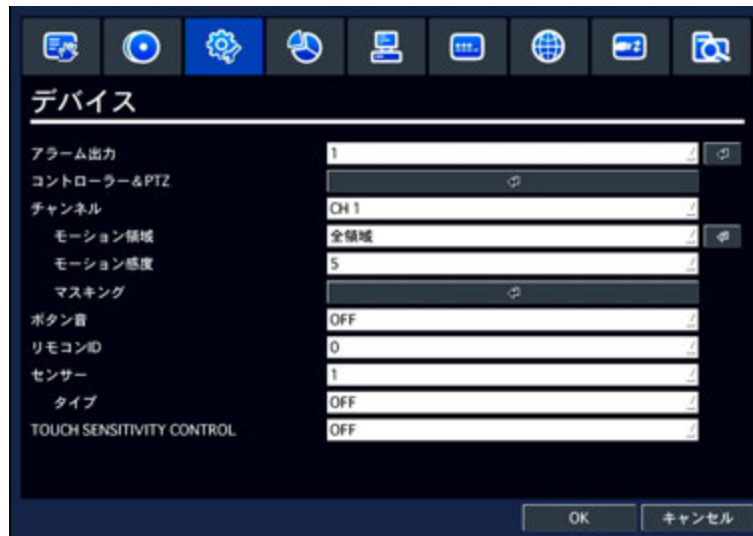 デバイス
アラーム出力 1
コントローラー&PTZ
チャンネル CH 1
モーション領域 全領域
モーション感度 5
マスキング
ボタン音 OFF
リモコンID 0
センサー 1
タイプ OFF
TOUCH SENSITIVITY CONTROL OFF
OK キャンセル